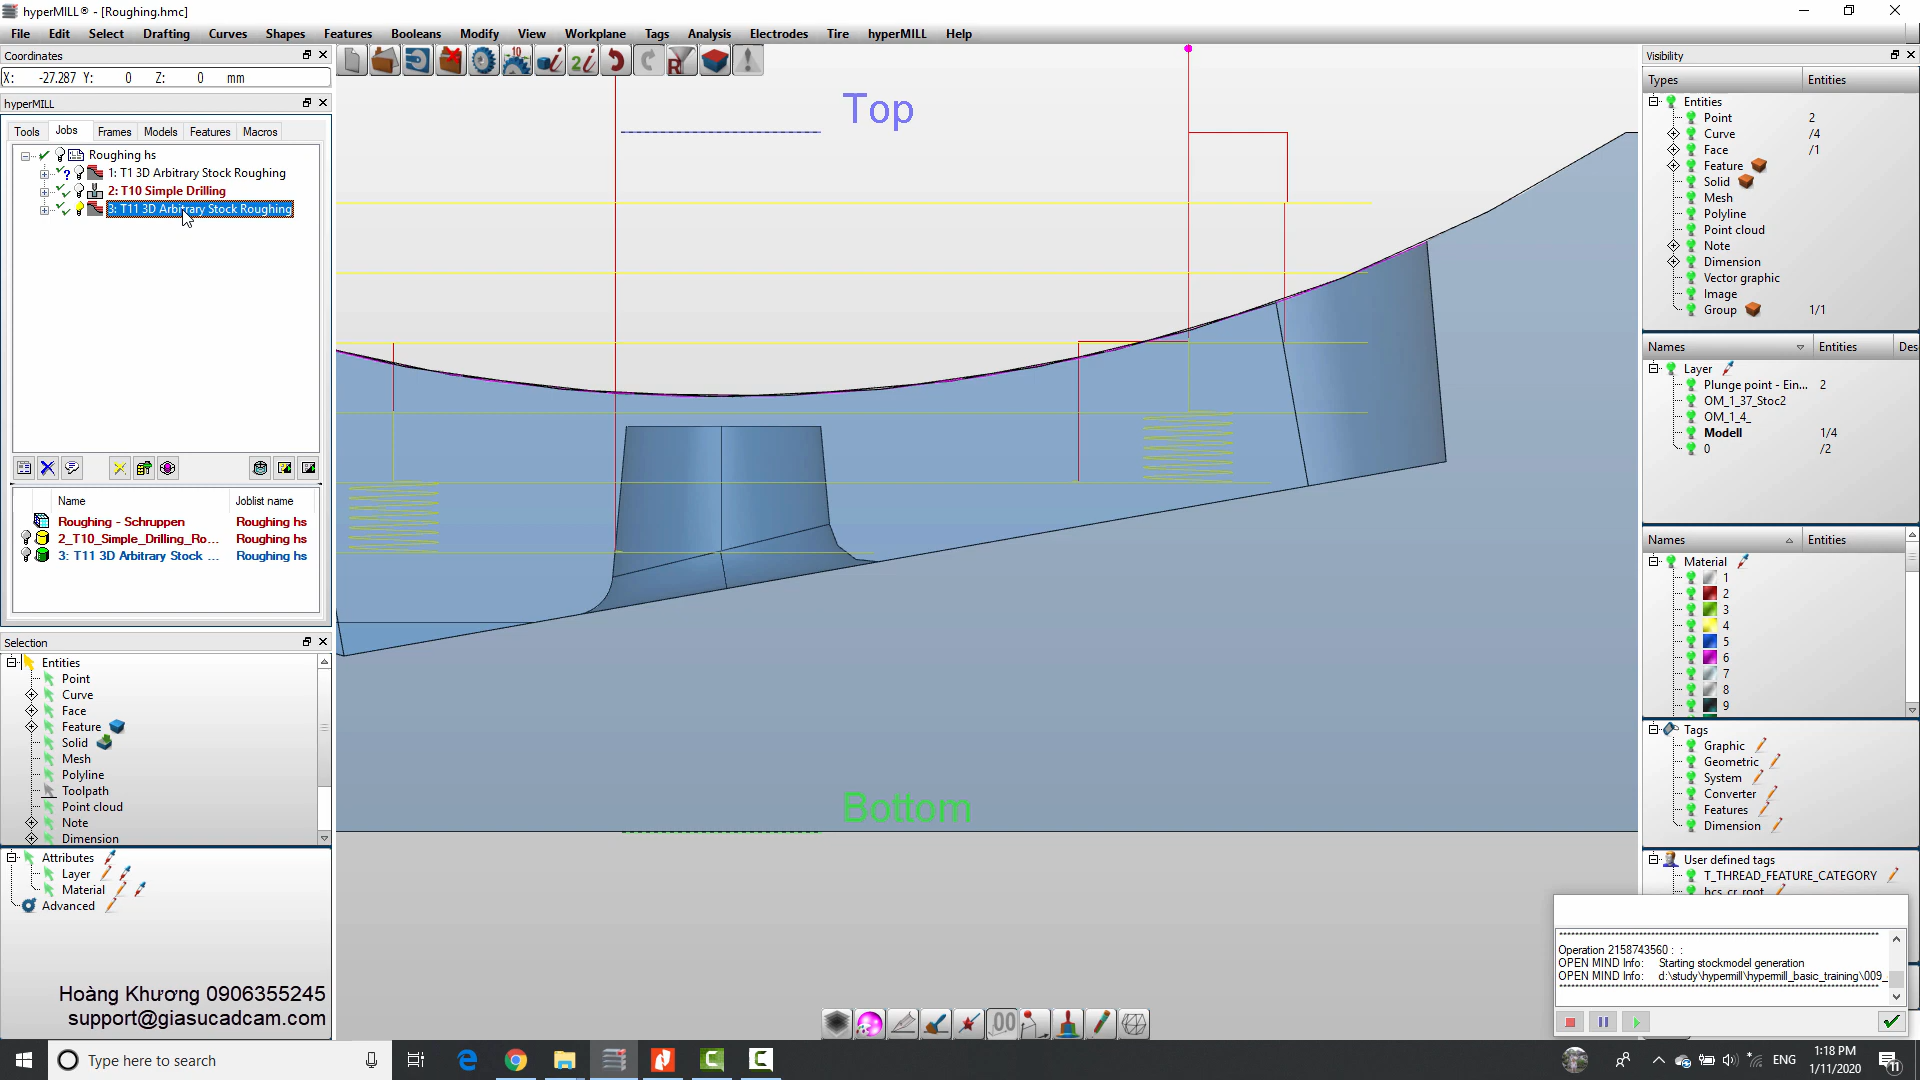 hyperMILL® - [Roughing.hmc]
File Edit Select Drafting Curves Shapes Features Booleans Modify View Workplane Tags Analysis Electrodes Tire hyperMILL Help
Coordinates
X: -27.287 Y: 0 Z: 0 mm
hyperMILL
Tools Jobs Frames Models Features Macros
Roughing hs
1: T1 3D Arbitrary Stock Roughing
2: T10 Simple Drilling
3: T11 3D Arbitrary Stock Roughing
Name Joblist name
Roughing - Schruppen Roughing hs
2_T10_Simple_Drilling_Ro... Roughing hs
3: T11 3D Arbitrary Stock ... Roughing hs
Selection
Entities
Point
Curve
Face
Feature
Solid
Mesh
Polyline
Toolpath
Point cloud
Note
Dimension
Attributes
Layer
Material
Advanced
Hoàng Khương 0906355245
support@giasucadcam.com
Top
Bottom
Visibility
Types Entities
Entities
Point 2
Curve /4
Face /1
Feature
Solid
Mesh
Polyline
Point cloud
Note
Dimension
Vector graphic
Image
Group 1/1
Names Entities Des
Layer
Plunge point - Ein... 2
OM_1_37_Stoc2
OM_1_4_
Modell 1/4
0 /2
Names Entities
Material
1
2
3
4
5
6
7
8
9
Tags
Graphic
Geometric
System
Converter
Features
Dimension
User defined tags
T_THREAD_FEATURE_CATEGORY
hcs_cr_root
Operation 2158743560 : :
OPEN MIND Info: Starting stockmodel generation
OPEN MIND Info: d:\study\hypermill\hypermill_basic_training\009_
Type here to search
ENG
1:18 PM
1/11/2020
11